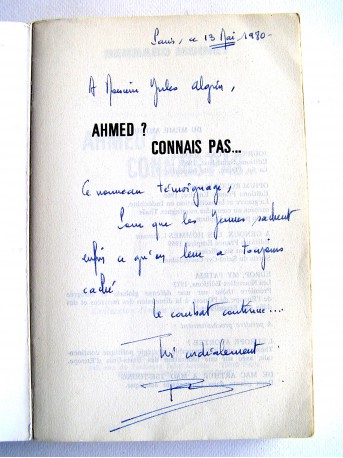 Paris, ce 13 Mai 1980-
A Monsieur Jules Algrin,
AHMED ?
CONNAIS PAS...
Ce nouveau témoignage,
Pour que les Jeunes sachent
enfin ce qu'on leur a toujours
caché
Le combat continue....
Très cordialement